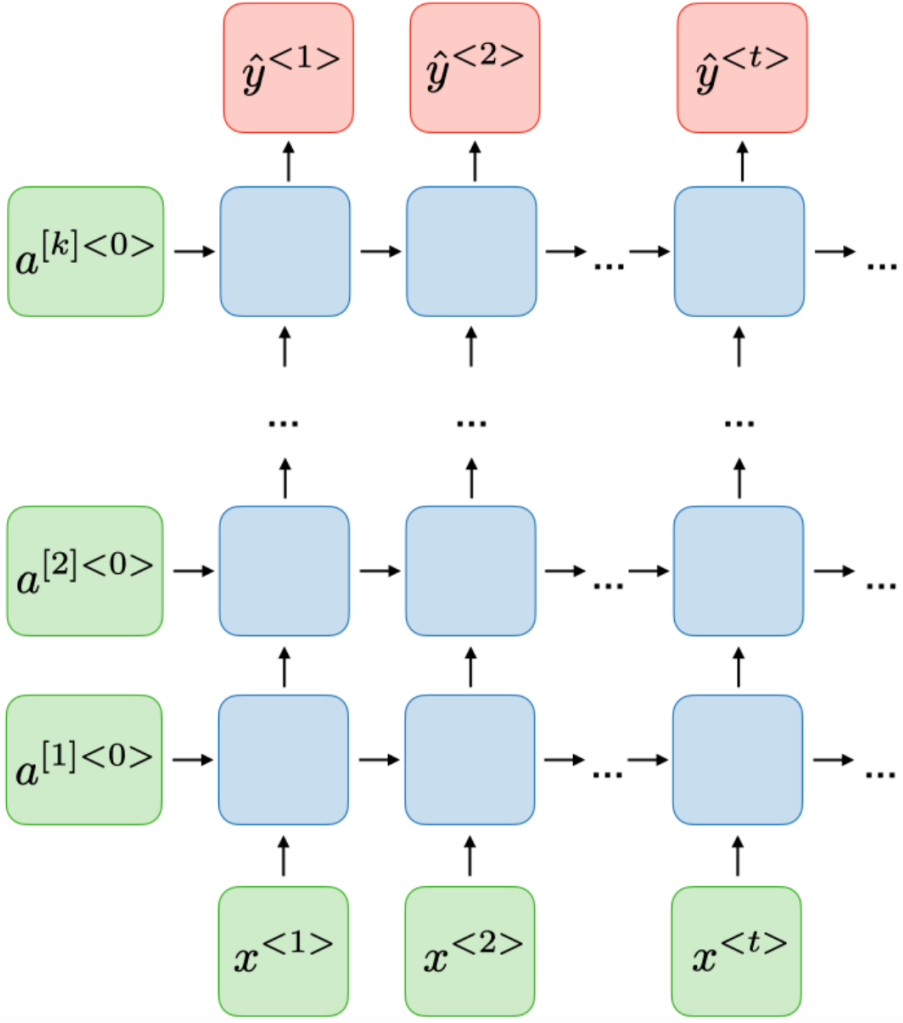 ŷ<1> ŷ<2> ŷ<t>
a[k]<0> ... ...
... ... ...
a[2]<0> ... ...
a[1]<0> ... ...
x<1> x<2> x<t>